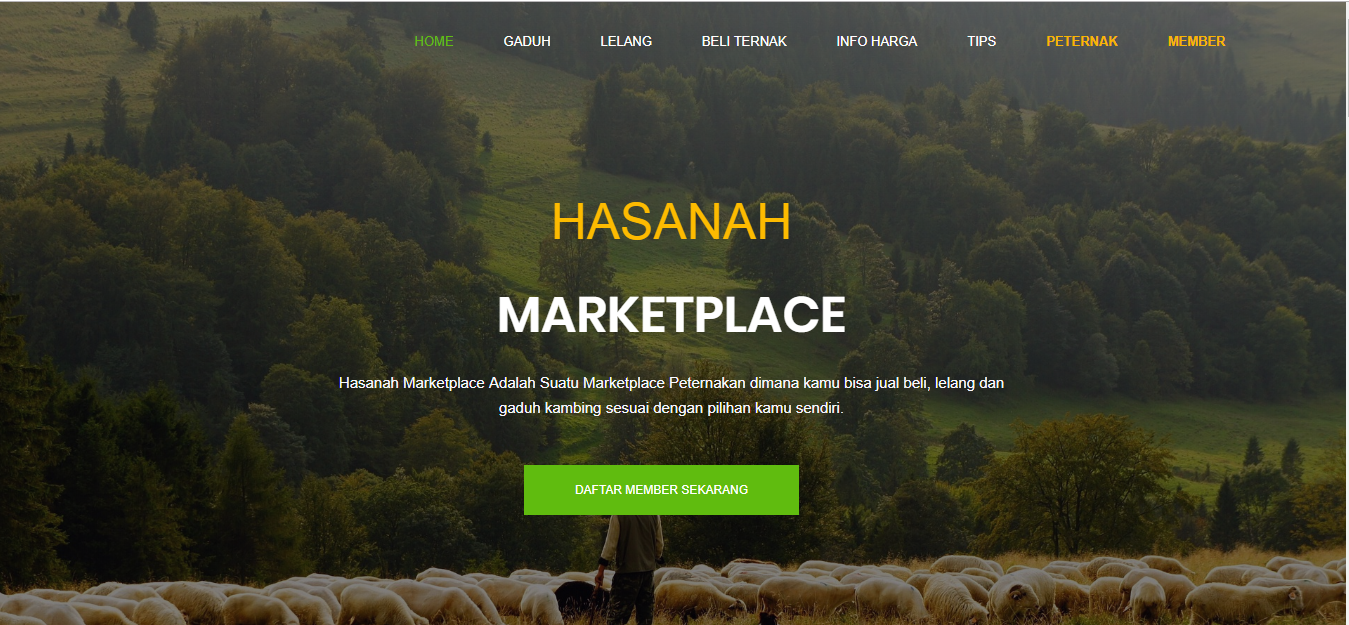 HOME GADUH LELANG BELI TERNAK INFO HARGA TIPS PETERNAK MEMBER
HASANAH
MARKETPLACE
Hasanah Marketplace Adalah Suatu Marketplace Peternakan dimana kamu bisa jual beli, lelang dan
gaduh kambing sesuai dengan pilihan kamu sendiri.
DAFTAR MEMBER SEKARANG